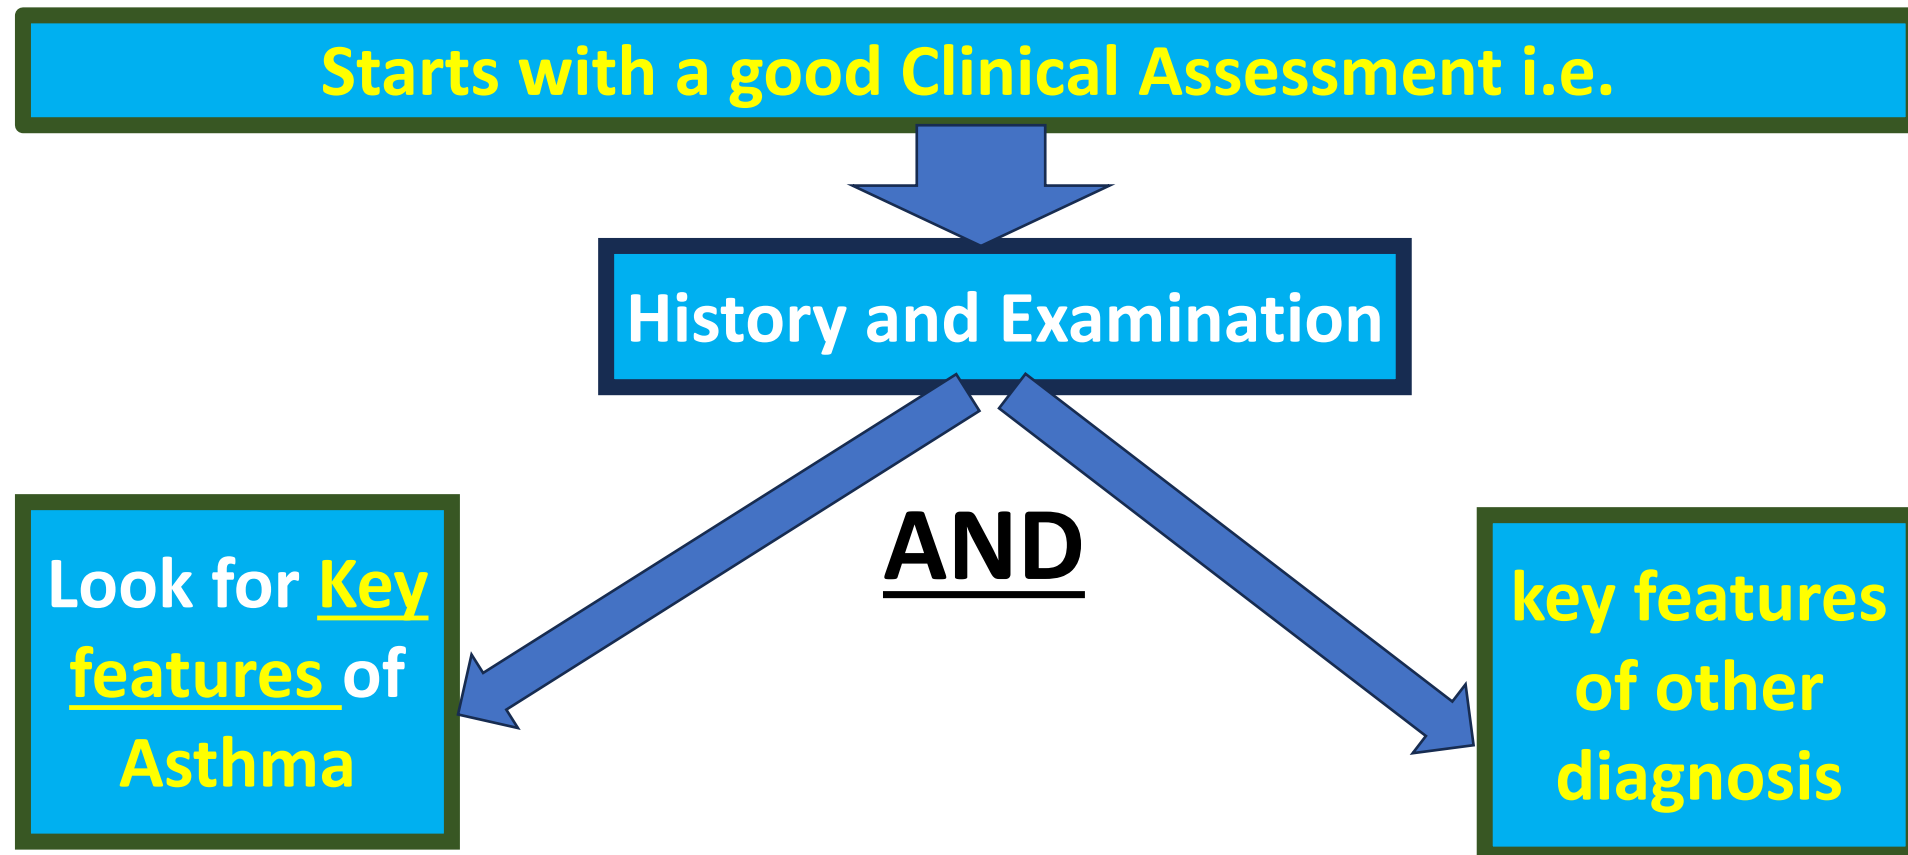 Starts with a good Clinical Assessment i.e.
History and Examination
AND
Look for Key
features of
Asthma
key features
of other
diagnosis